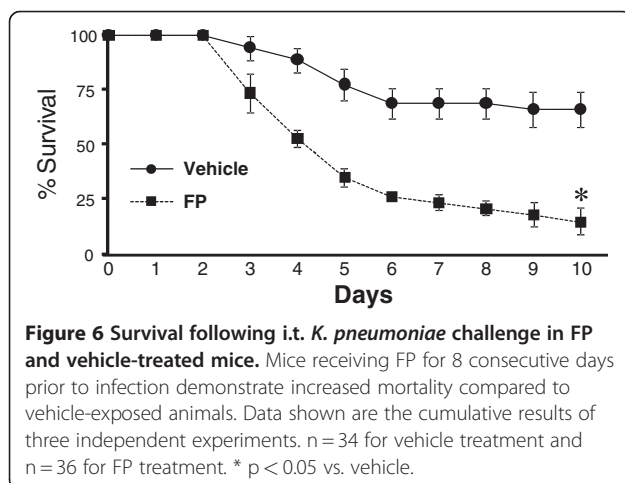 100
75
50
25
0
% Survival
Vehicle
FP
*
0 1 2 3 4 5 6 7 8 9 10
Days
Figure 6 Survival following i.t. K. pneumoniae challenge in FP
and vehicle-treated mice. Mice receiving FP for 8 consecutive days
prior to infection demonstrate increased mortality compared to
vehicle-exposed animals. Data shown are the cumulative results of
three independent experiments. n = 34 for vehicle treatment and
n = 36 for FP treatment. * p < 0.05 vs. vehicle.